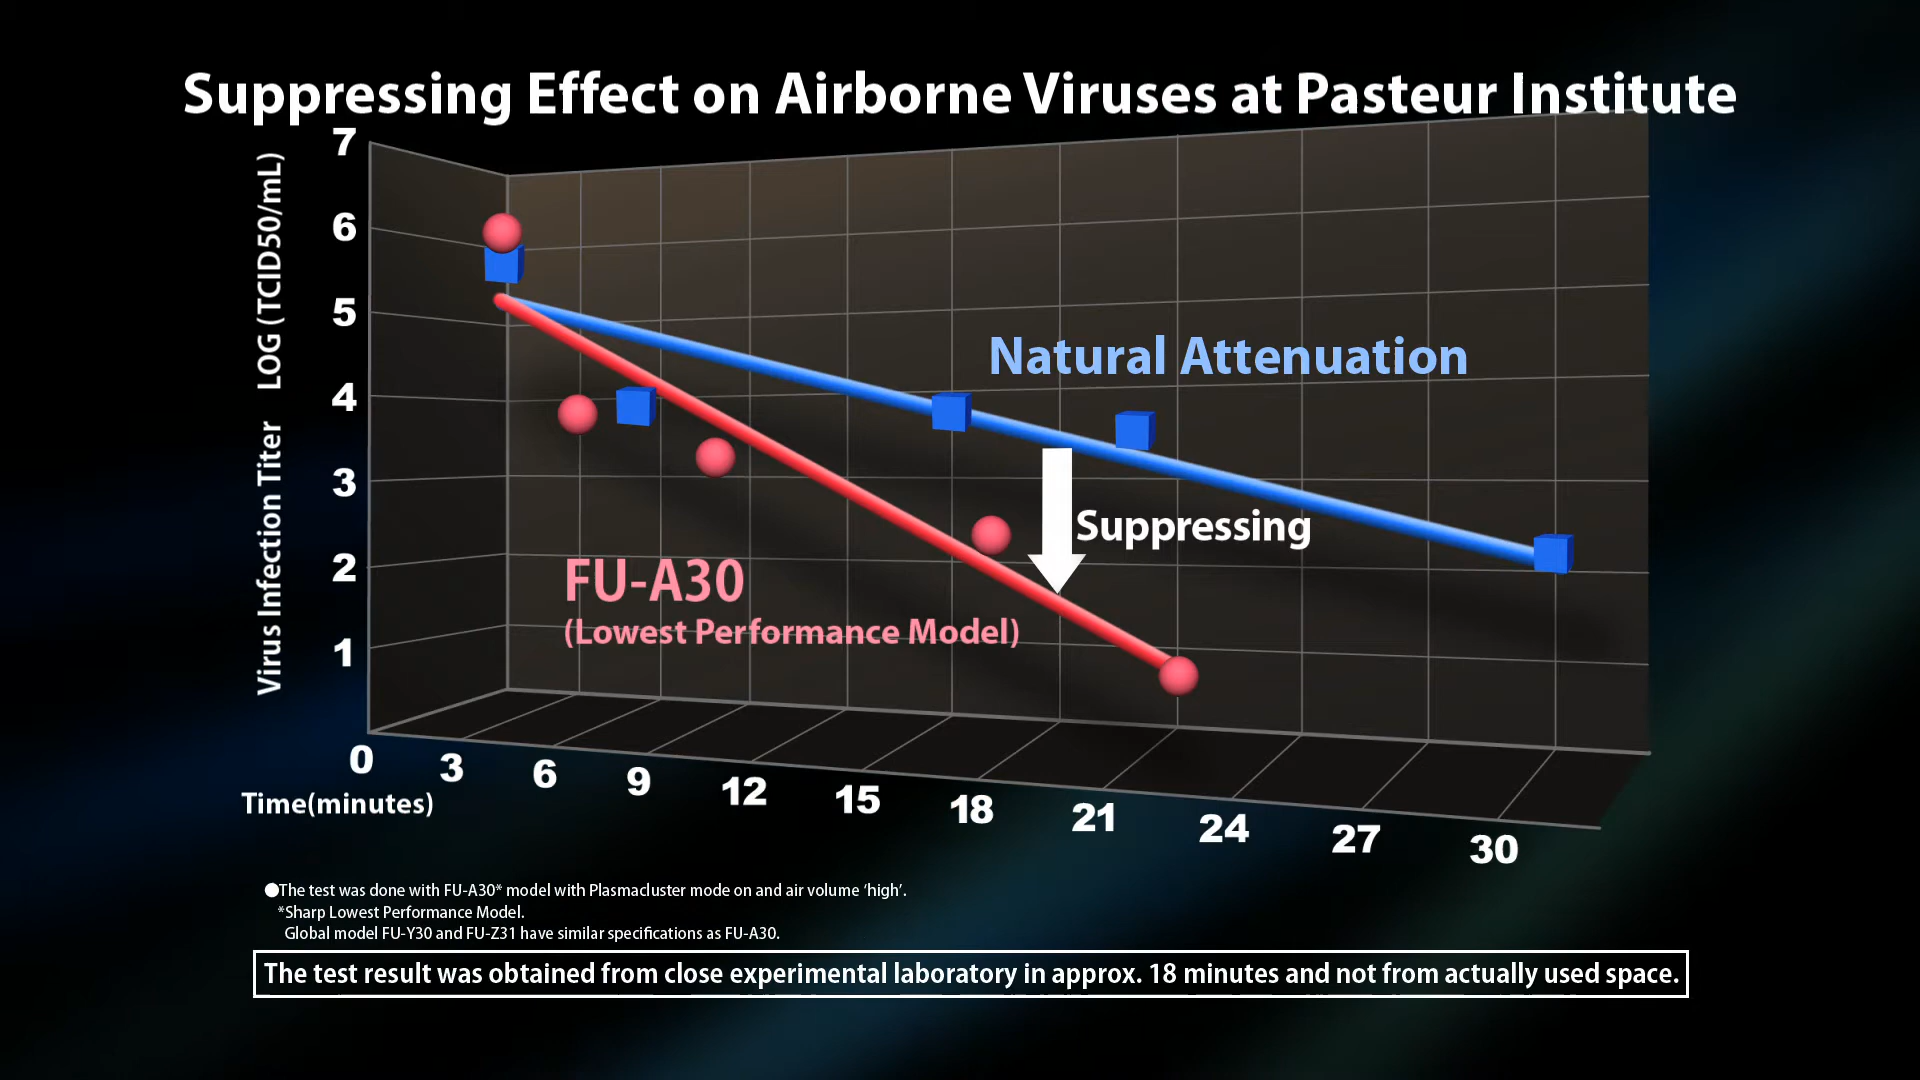 Suppressing Effect on Airborne Viruses at Pasteur Institute
Virus Infection Titer LOG (TCID50/mL)
7
6
5
4
3
2
1
Natural Attenuation
Suppressing
FU-A30
(Lowest Performance Model)
0 3 6 9 12 15 18 21 24 27 30
Time(minutes)
●The test was done with FU-A30* model with Plasmacluster mode on and air volume ‘high’.
*Sharp Lowest Performance Model.
Global model FU-Y30 and FU-Z31 have similar specifications as FU-A30.
The test result was obtained from close experimental laboratory in approx. 18 minutes and not from actually used space.